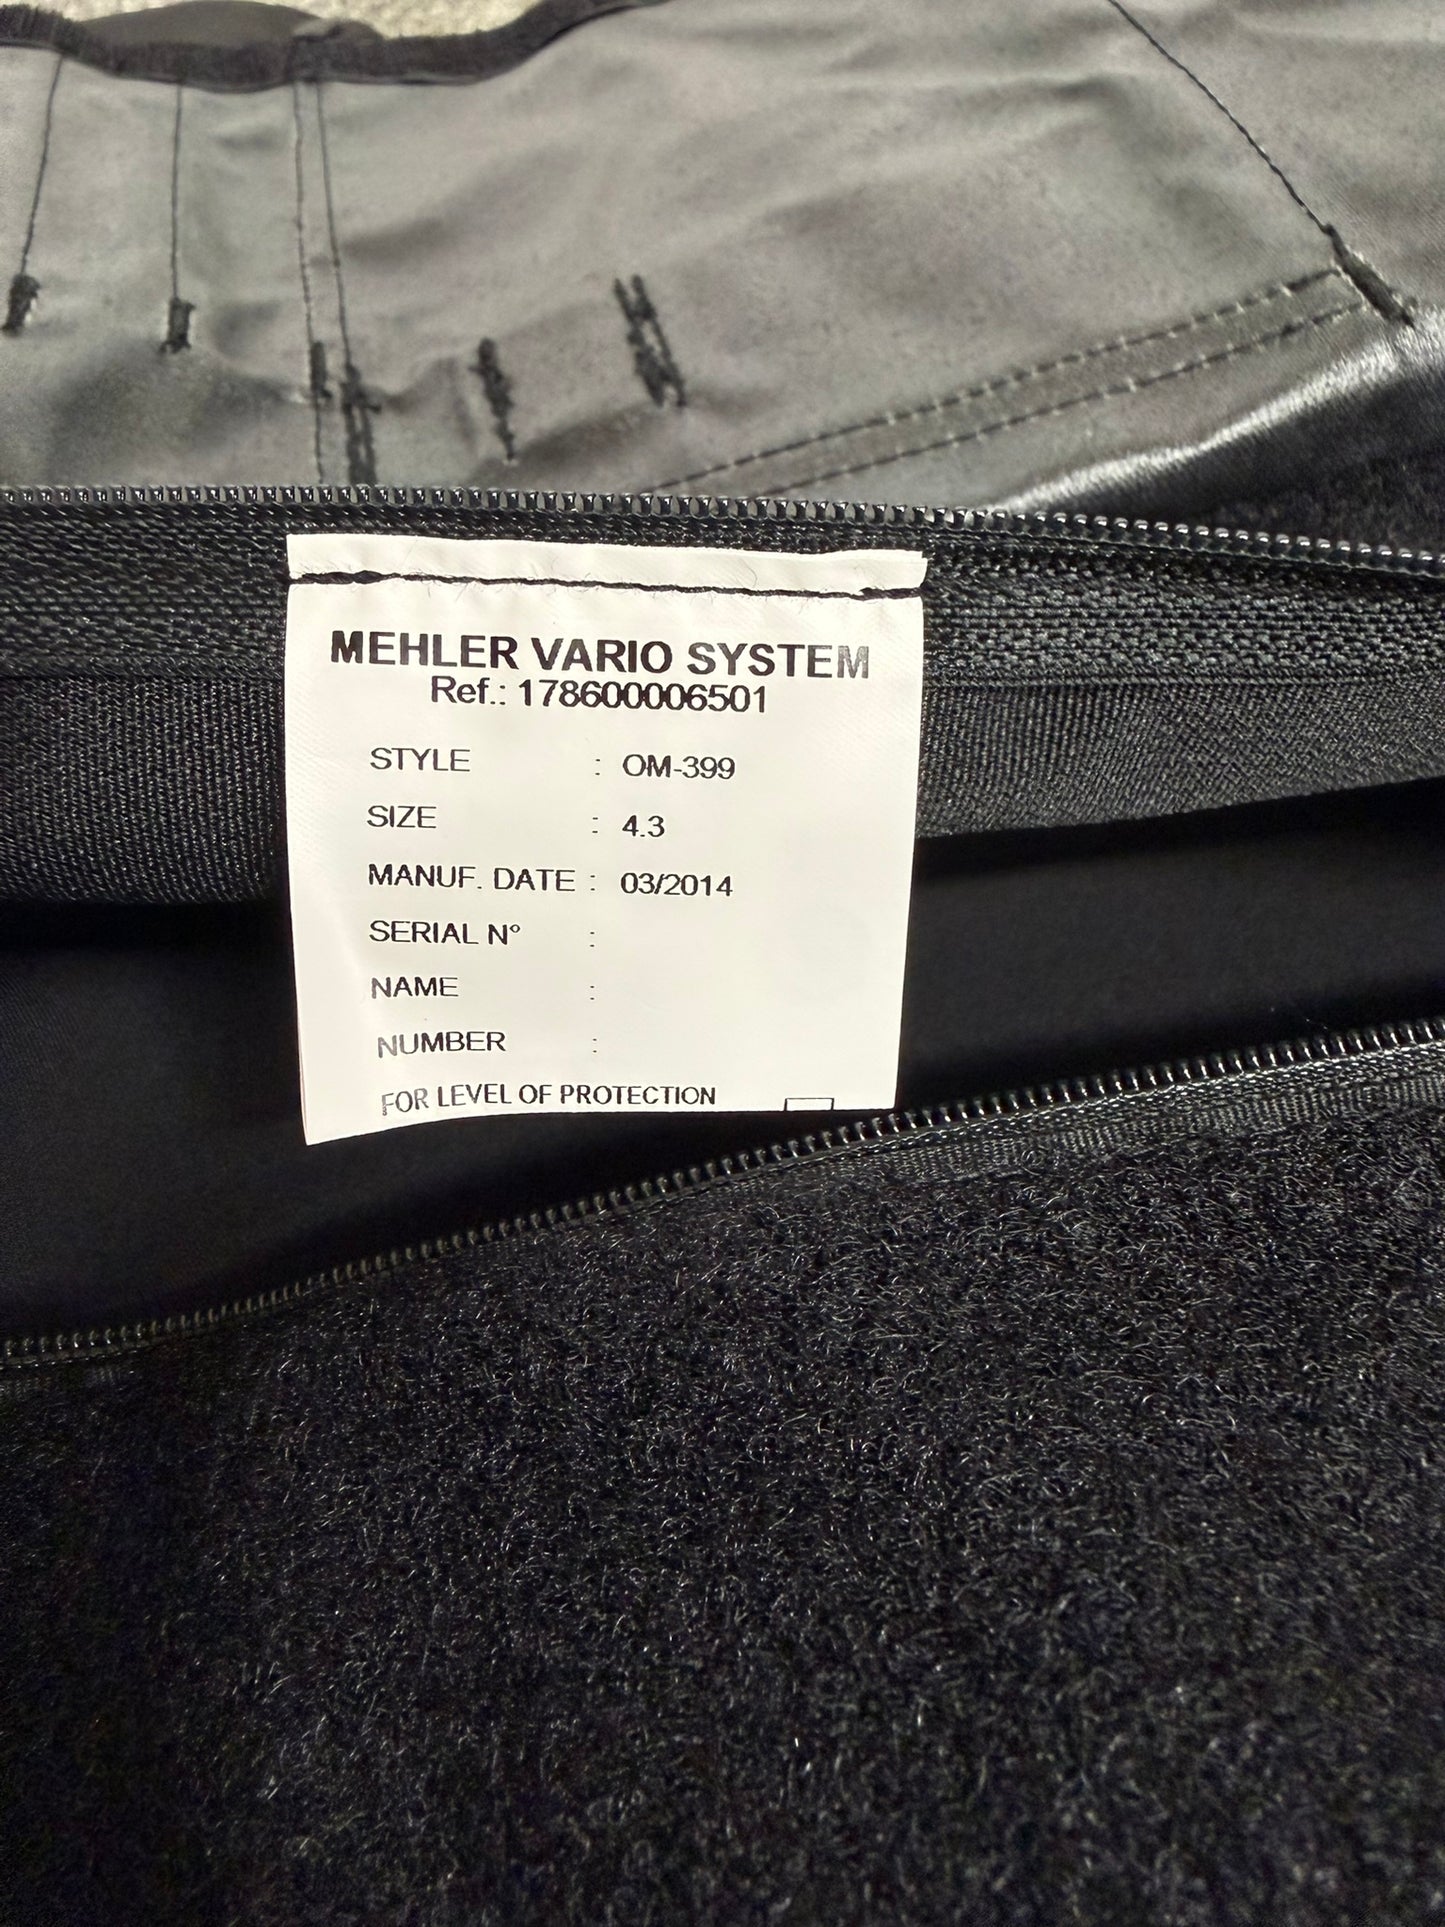 MEHLER VARIO SYSTEM
Ref.: 178600006501
STYLE : OM-399
SIZE : 4.3
MANUF. DATE : 03/2014
SERIAL N° :
NAME :
NUMBER :
FOR LEVEL OF PROTECTION